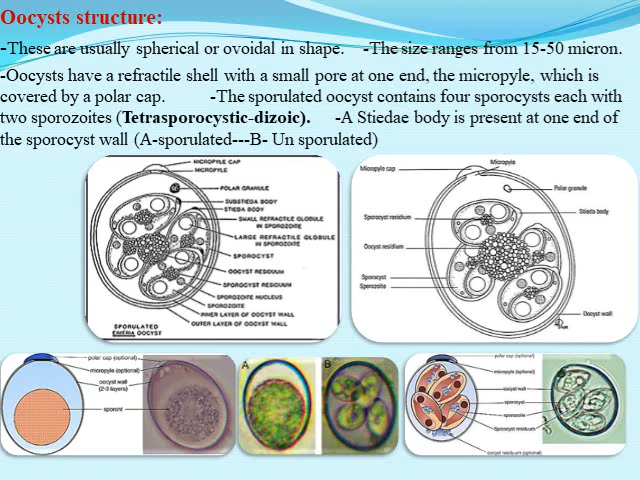 Oocysts structure:
-These are usually spherical or ovoidal in shape. -The size ranges from 15-50 micron.
-Oocysts have a refractile shell with a small pore at one end, the micropyle, which is
covered by a polar cap. -The sporulated oocyst contains four sporocysts each with
two sporozoites (Tetrasporocystic-dizoic). -A Stiedae body is present at one end of
the sporocyst wall (A-sporulated---B- Un sporulated)
MICROPYLE CAP
MICROPYLE
POLAR GRANULE
SUBSTIEDA BODY
STIEDA BODY
SMALL REFRACTILE GLOBULE
IN SPOROZOITE
LARGE REFRACTILE GLOBULE
IN SPOROZOITE
SPOROCYST
OOCYST RESIDUUM
SPOROCYST RESIDUUM
SPOROZOITE NUCLEUS
SPOROZOITE
INNER LAYER OF OOCYST WALL
OUTER LAYER OF OOCYST WALL
SPORULATED
EIMERIA OOCYST
Micropyle
Micropyle cap
Polar granule
Stieda body
Sporocyst residium
Oocyst residium
Sporocyst
Sporozoite
Oocyst wall
polar cap (optional)
micropyle (optional)
oocyst wall
(2-3 layers)
sporont
A
B
polar cap (optional)
micropyle (optional)
oocyst wall
sporocyst
sporozoite
Sporocyst residuum
oocyst residuum (optional)